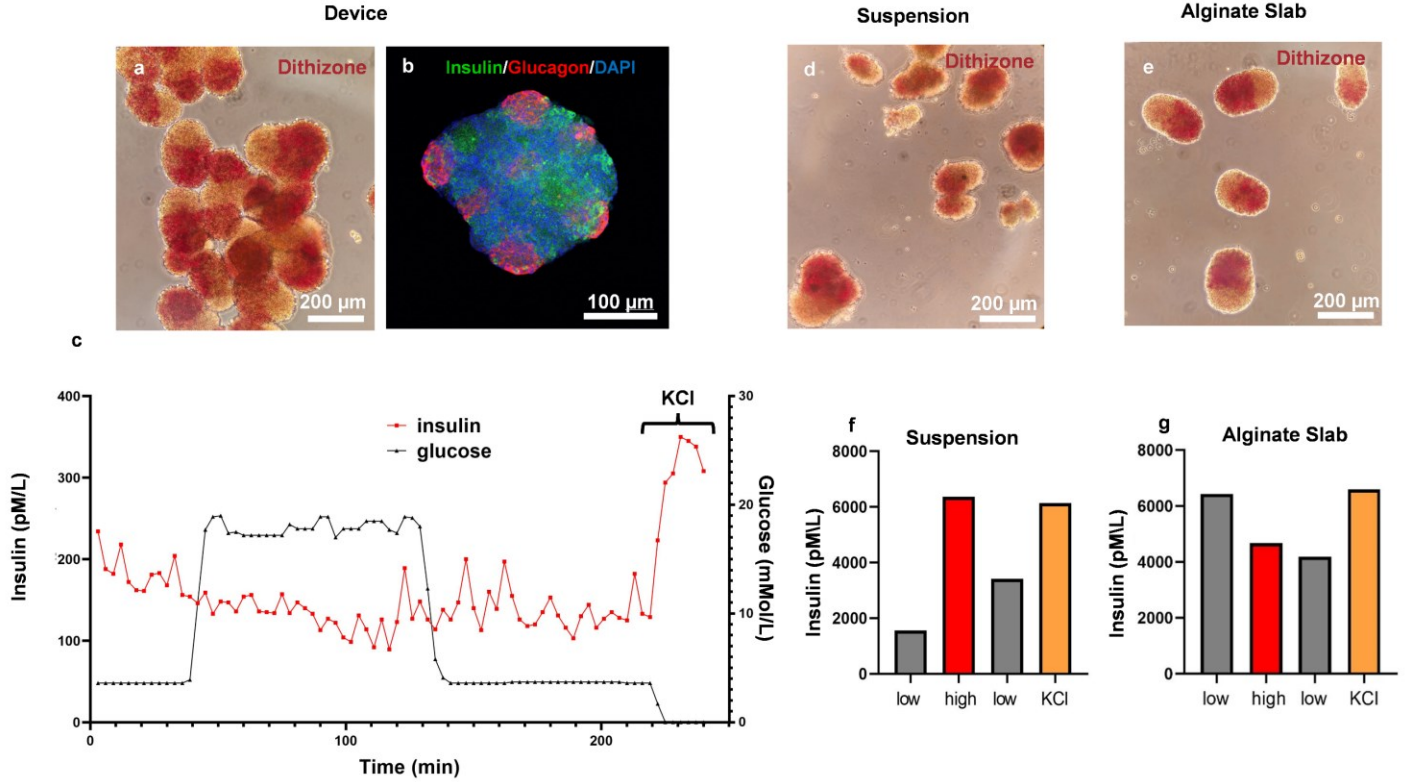 Device
Suspension
Alginate Slab
a
Dithizone
b
Insulin/Glucagon/DAPI
d
Dithizone
e
Dithizone
200 µm
100 µm
200 µm
200 µm
c
400
300
200
100
0
Insulin (pM/L)
insulin
glucose
KCl
30
20
10
0
Glucose (mMol/L)
0
100
200
Time (min)
f
Suspension
8000
6000
4000
2000
0
Insulin (pM\L)
low
high
low
KCl
g
Alginate Slab
8000
6000
4000
2000
0
Insulin (pM\L)
low
high
low
KCl